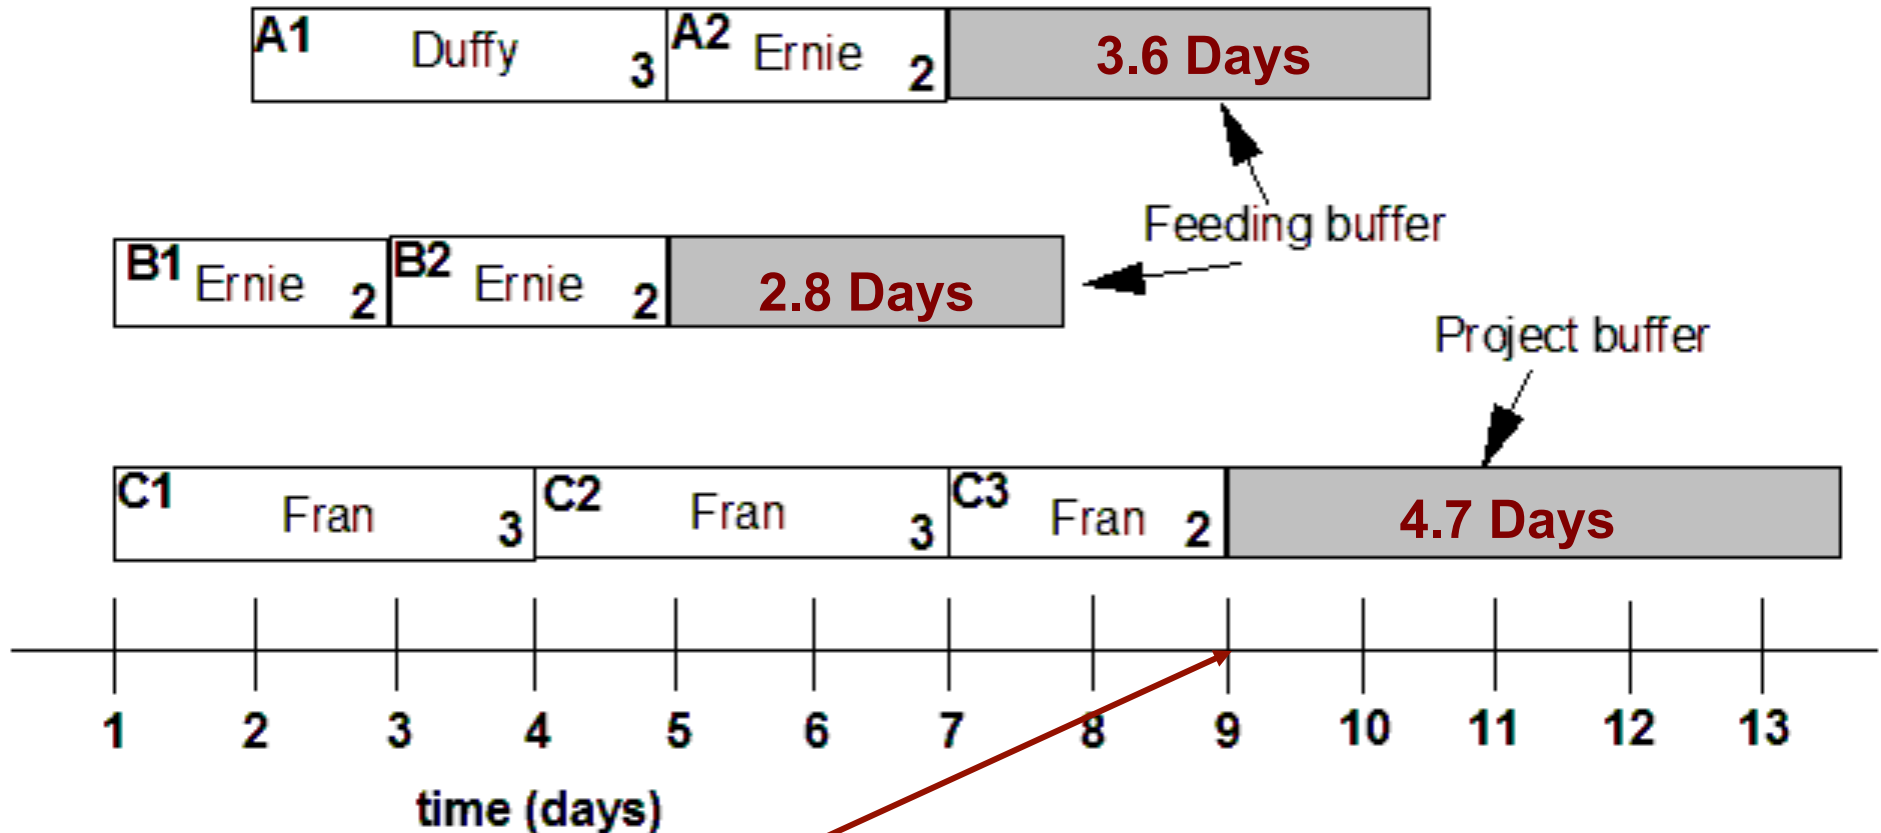 A1 Duffy 3 A2 Ernie 2 3.6 Days
Feeding buffer
B1 Ernie 2 B2 Ernie 2 2.8 Days
Project buffer
C1 Fran 3 C2 Fran 3 C3 Fran 2 4.7 Days
1 2 3 4 5 6 7 8 9 10 11 12 13
time (days)